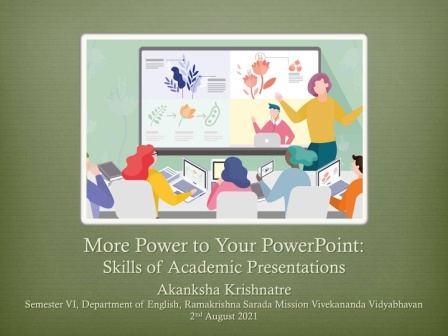 More Power to Your PowerPoint:
Skills of Academic Presentations
Akanksha Krishnatre
Semester VI, Department of English, Ramakrishna Sarada Mission Vivekananda Vidyabhavan
2nd August 2021